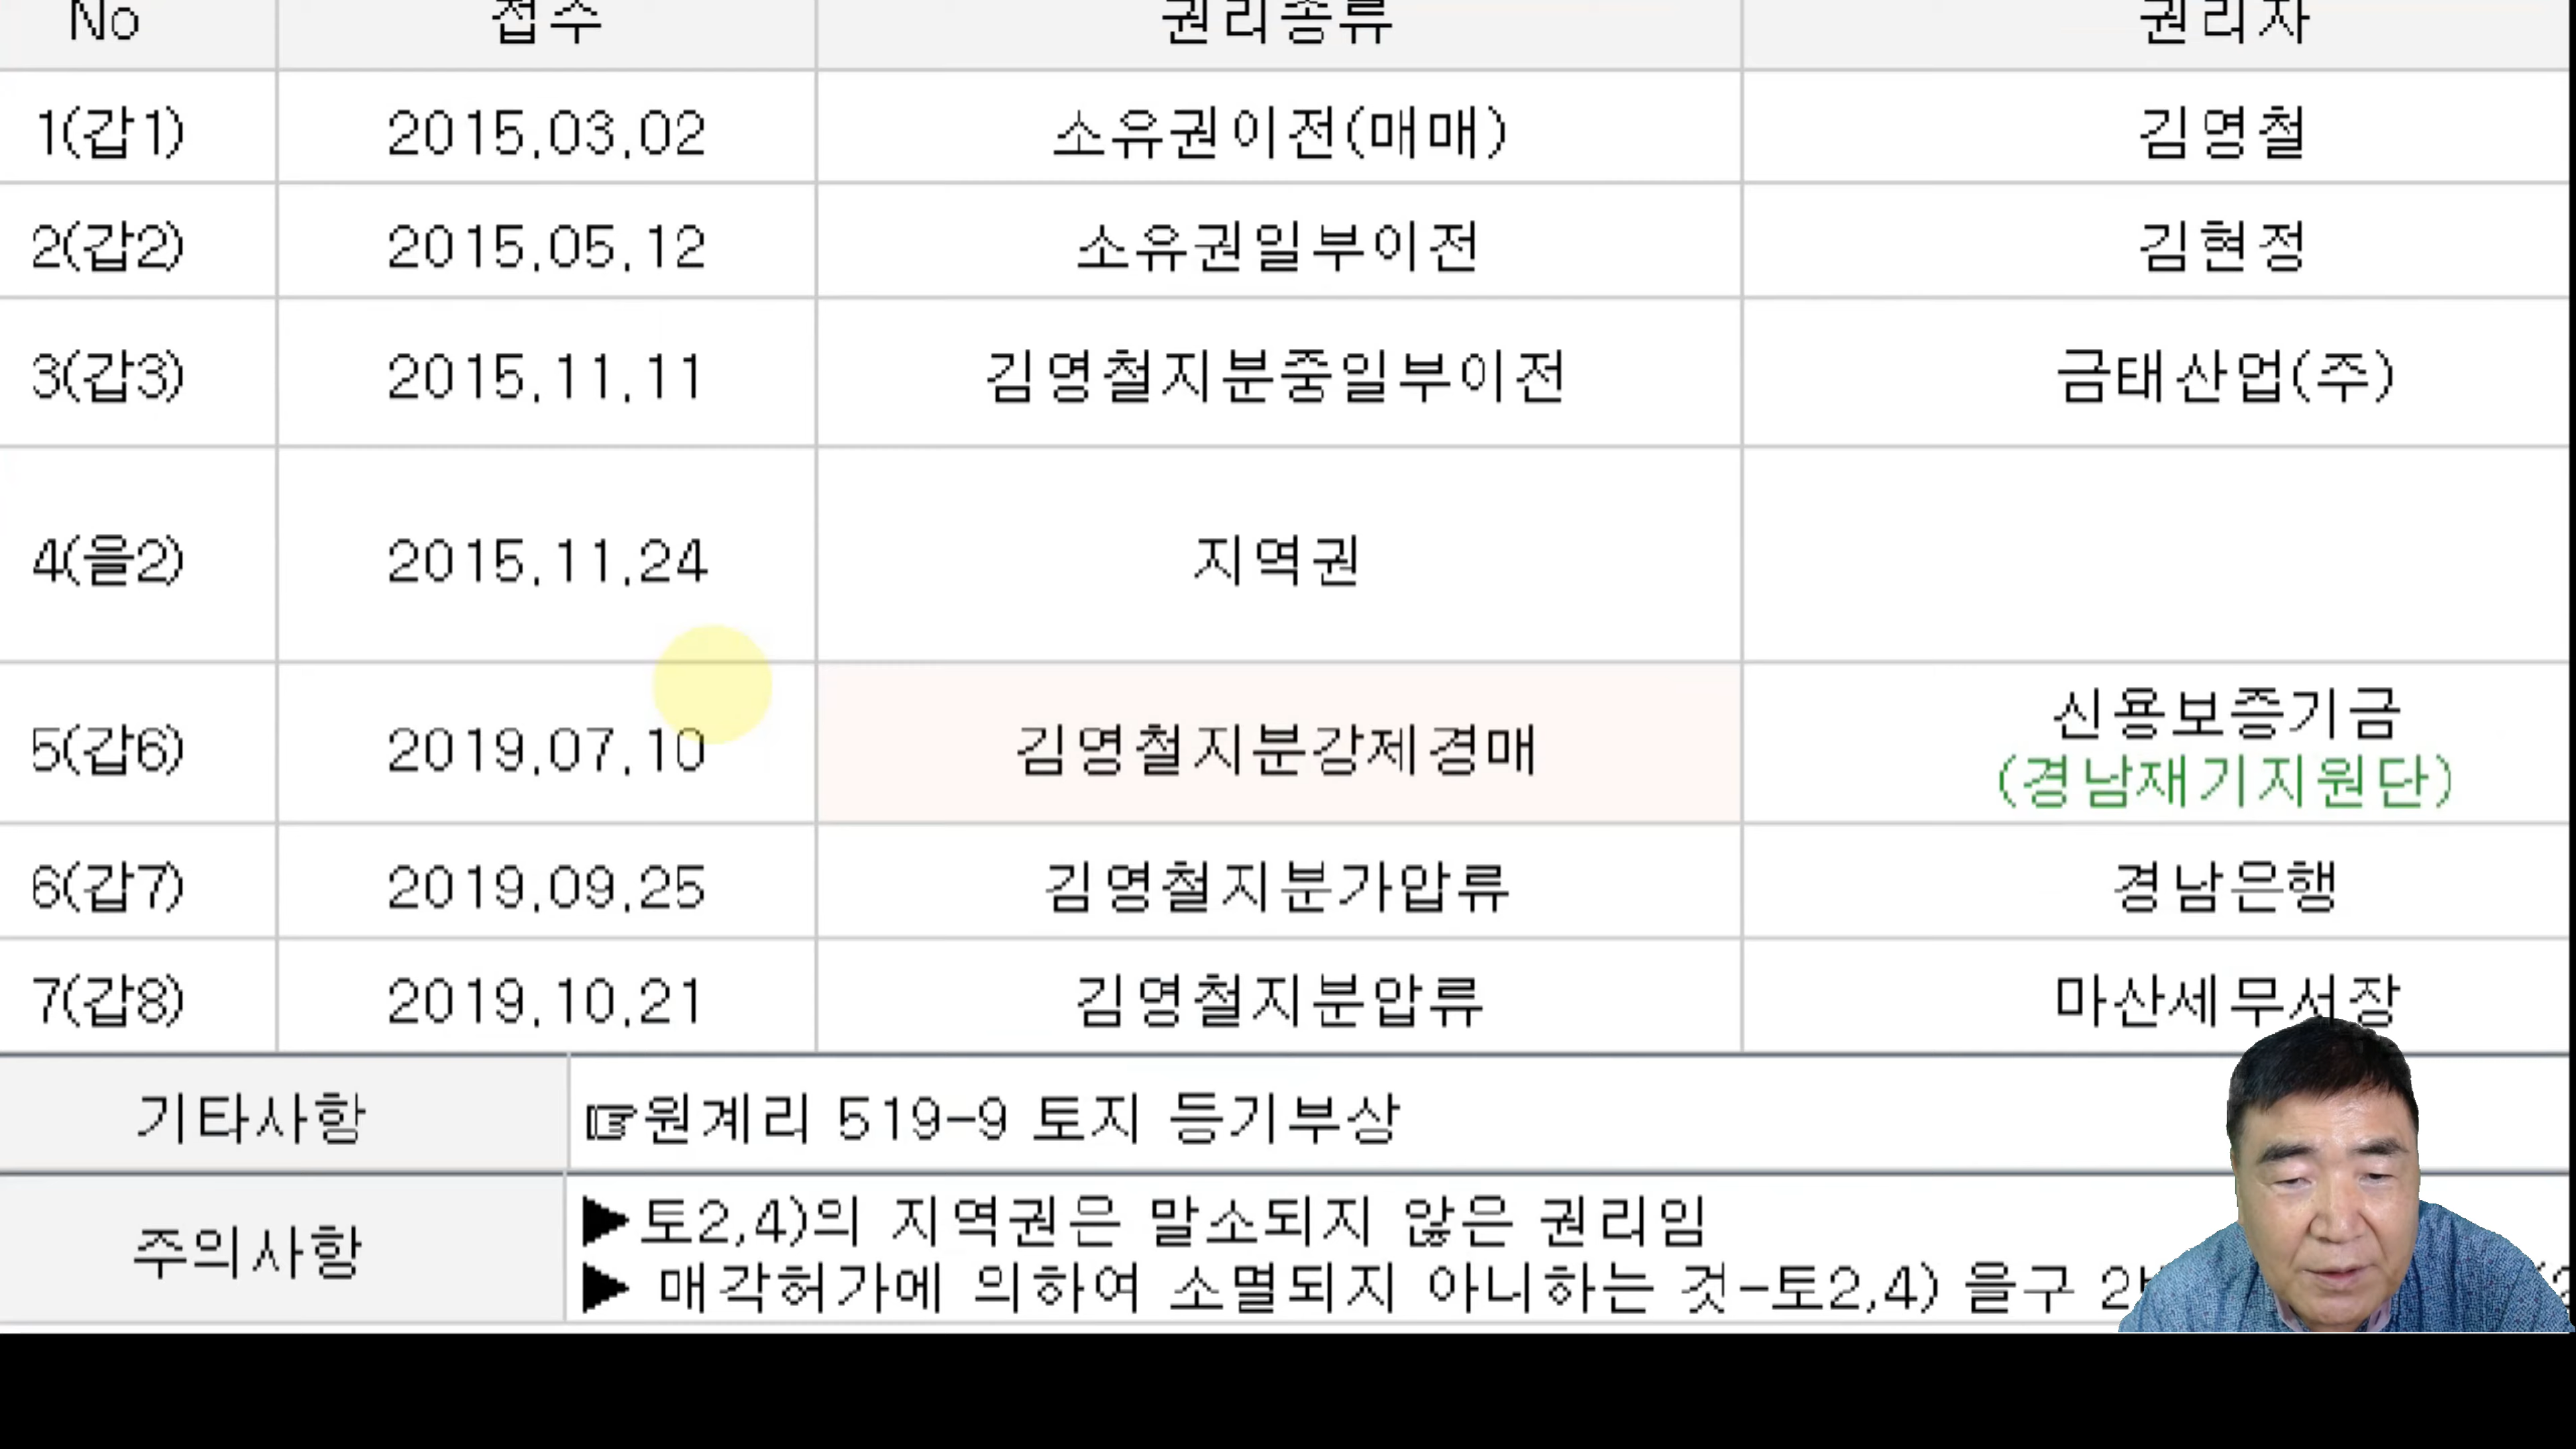 No 접수 권리종류 권리자
1(갑1) 2015.03.02 소유권이전(매매) 김영철
2(갑2) 2015.05.12 소유권일부이전 김현정
3(갑3) 2015.11.11 김영철지분중일부이전 금태산업(주)
4(을2) 2015.11.24 지역권
5(갑6) 2019.07.10 김영철지분강제경매 신용보증기금
(경남재기지원단)
6(갑7) 2019.09.25 김영철지분가압류 경남은행
7(갑8) 2019.10.21 김영철지분압류 마산세무서장
기타사항 ☞원계리 519-9 토지 등기부상
주의사항 ▶토2,4)의 지역권은 말소되지 않은 권리임
▶ 매각허가에 의하여 소멸되지 아니하는 것-토2,4) 을구